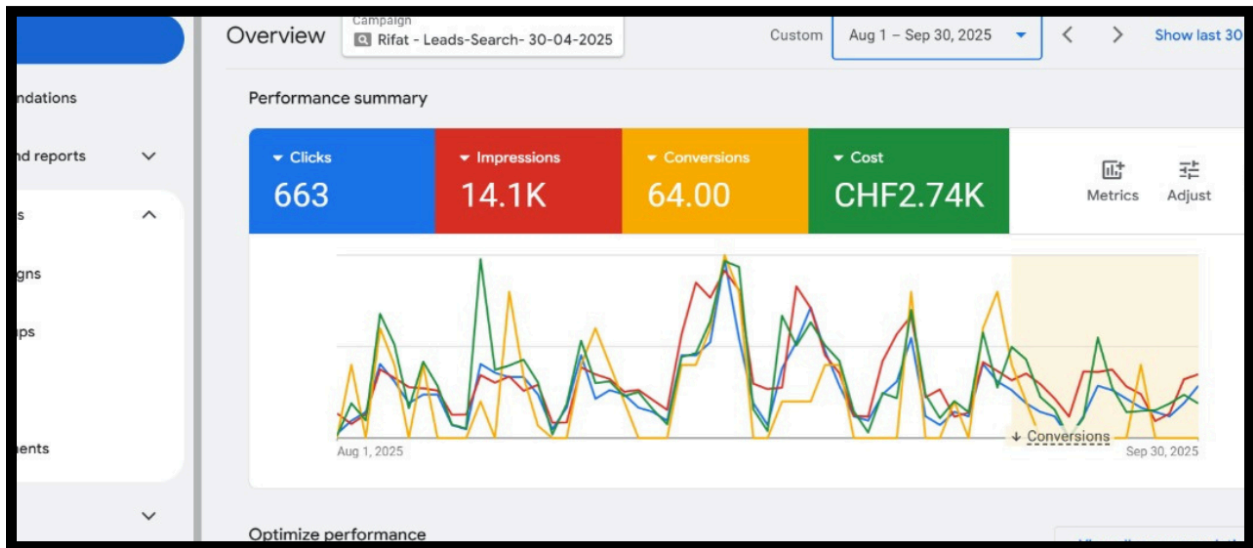 Campaign
Overview
Rifat - Leads-Search- 30-04-2025
Custom
Aug 1 – Sep 30, 2025
Show last 30
ndations
nd reports
s
gns
ups
ents
Performance summary
Clicks
663
Impressions
14.1K
Conversions
64.00
Cost
CHF2.74K
Metrics
Adjust
Conversions
Aug 1, 2025
Sep 30, 2025
Optimize performance